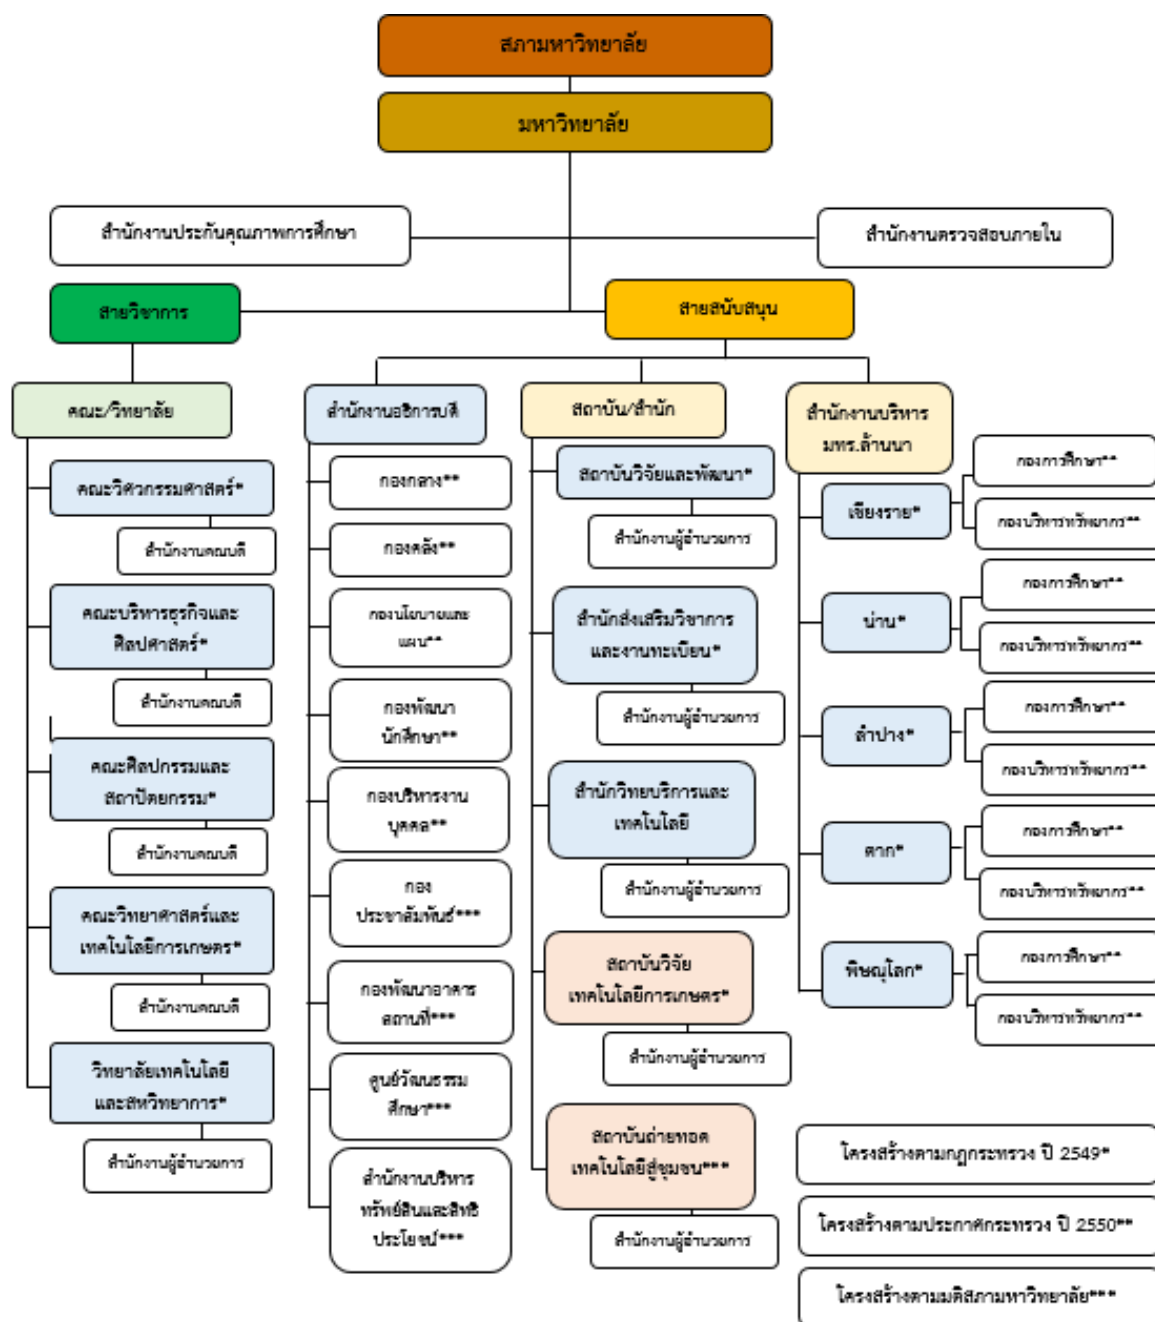 สภามหาวิทยาลัย
มหาวิทยาลัย
สำนักงานประกันคุณภาพการศึกษา
สำนักงานตรวจสอบภายใน
สายวิชาการ
สายสนับสนุน
คณะ/วิทยาลัย
คณะวิศวกรรมศาสตร์*
สำนักงานคณบดี
คณะบริหารธุรกิจและ
ศิลปศาสตร์*
สำนักงานคณบดี
คณะศิลปกรรมและ
สถาปัตยกรรม*
สำนักงานคณบดี
คณะวิทยาศาสตร์และ
เทคโนโลยีการเกษตร*
สำนักงานคณบดี
วิทยาลัยเทคโนโลยี
และสหวิทยาการ*
สำนักงานผู้อำนวยการ
สำนักงานอธิการบดี
กองกลาง**
กองคลัง**
กองนโยบายและ
แผน**
กองพัฒนา
นักศึกษา**
กองบริหารงาน
บุคคล**
กอง
ประชาสัมพันธ์***
กองพัฒนาอาคาร
สถานที่***
ศูนย์วัฒนธรรม
ศึกษา***
สำนักงานบริหาร
ทรัพย์สินและสิทธิ
ประโยชน์***
สถาบัน/สำนัก
สถาบันวิจัยและพัฒนา*
สำนักงานผู้อำนวยการ
สำนักส่งเสริมวิชาการ
และงานทะเบียน*
สำนักงานผู้อำนวยการ
สำนักวิทยบริการและ
เทคโนโลยี
สำนักงานผู้อำนวยการ
สถาบันวิจัย
เทคโนโลยีการเกษตร*
สำนักงานผู้อำนวยการ
สถาบันถ่ายทอด
เทคโนโลยีสู่ชุมชน***
สำนักงานผู้อำนวยการ
สำนักงานบริหาร
มทร.ล้านนา
เชียงราย*
กองการศึกษา**
กองบริหารทรัพยากร**
น่าน*
กองการศึกษา**
กองบริหารทรัพยากร**
ลำปาง*
กองการศึกษา**
กองบริหารทรัพยากร**
ตาก*
กองการศึกษา**
กองบริหารทรัพยากร**
พิษณุโลก*
กองการศึกษา**
กองบริหารทรัพยากร**
โครงสร้างตามกฎกระทรวง ปี 2549*
โครงสร้างตามประกาศกระทรวง ปี 2550**
โครงสร้างตามมติสภามหาวิทยาลัย***